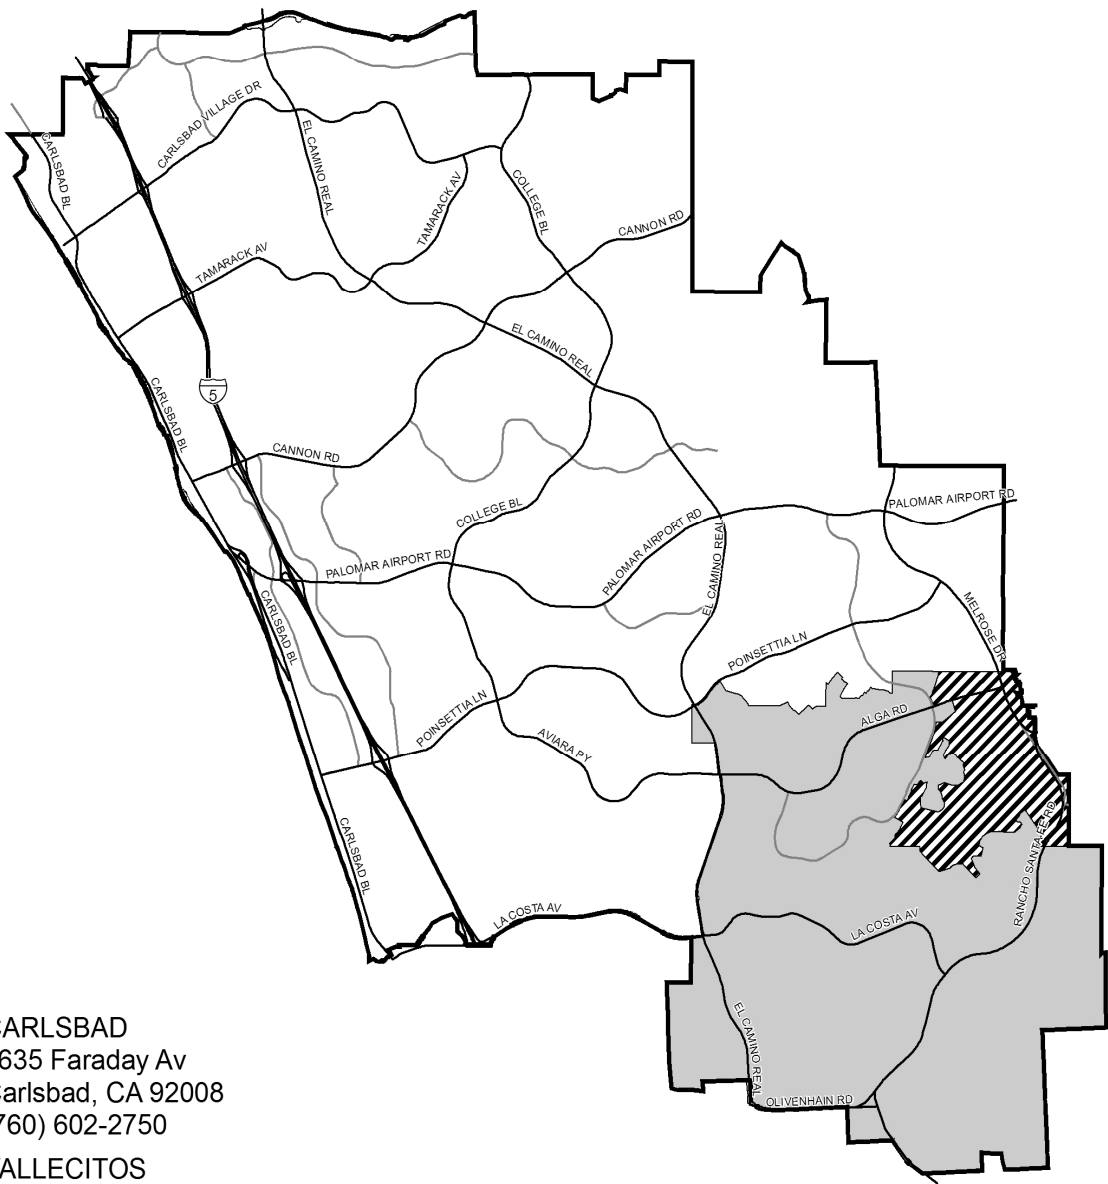 CARLSBAD VILLAGE DR
CARLSBAD BL
EL CAMINO REAL
TAMARACK AV
COLLEGE BL
CANNON RD
TAMARACK AV
EL CAMINO REAL
5
CARLSBAD BL
CANNON RD
COLLEGE BL
PALOMAR AIRPORT RD
PALOMAR AIRPORT RD
EL CAMINO REAL
PALOMAR AIRPORT RD
CARLSBAD BL
MELROSE DR
POINSETTIA LN
POINSETTIA LN
ALGA RD
AVIARA PY
CARLSBAD BL
RANCHO SANTA FE RD
LA COSTA AV
LA COSTA AV
EL CAMINO REAL
OLIVENHAIN RD
CARLSBAD
635 Faraday Av
Carlsbad, CA 92008
760) 602-2750
VALLECITOS